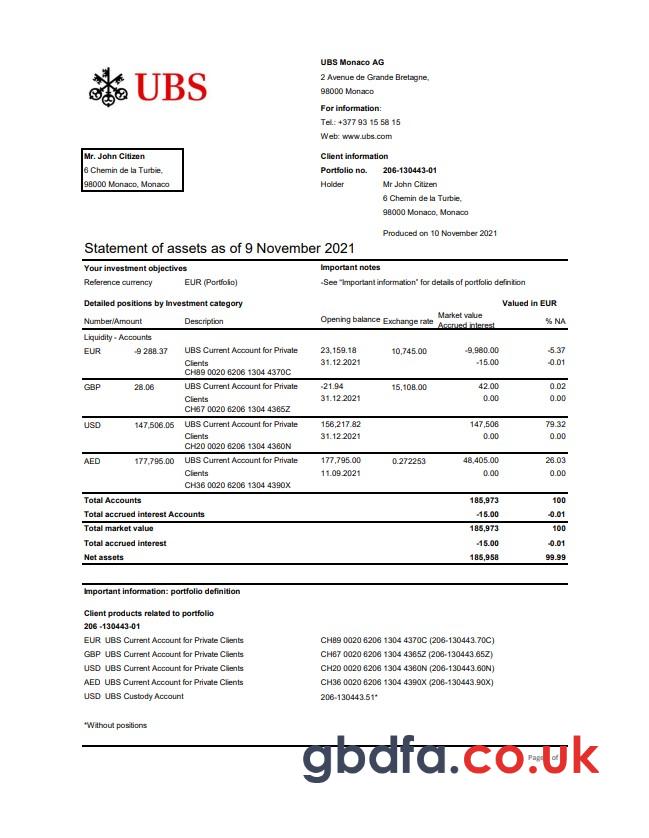 UBS
UBS Monaco AG
2 Avenue de Grande Bretagne,
98000 Monaco
For information:
Tel.: +377 93 15 58 15
Web: www.ubs.com
Mr. John Citizen
6 Chemin de la Turbie,
98000 Monaco, Monaco
Client information
Portfolio no. 206-130443-01
Holder Mr John Citizen
6 Chemin de la Turbie,
98000 Monaco, Monaco
Produced on 10 November 2021
Statement of assets as of 9 November 2021
Your investment objectives Important notes
Reference currency EUR (Portfolio) -See “Important information” for details of portfolio definition
Detailed positions by Investment category Valued in EUR
Number/Amount Description Opening balance Exchange rate Market value Accrued interest % NA
Liquidity - Accounts
EUR -9 288.37 UBS Current Account for Private 23,159.18 10,745.00 -9,980.00 -5.37
Clients 31.12.2021 -15.00 -0.01
CH89 0020 6206 1304 4370C
GBP 28.06 UBS Current Account for Private -21.94 15,108.00 42.00 0.02
Clients 31.12.2021 0.00 0.00
CH67 0020 6206 1304 4365Z
USD 147,506.05 UBS Current Account for Private 156,217.82 147,506 79.32
Clients 31.12.2021 0.00 0.00
CH20 0020 6206 1304 4360N
AED 177,795.00 UBS Current Account for Private 177,795.00 0.272253 48,405.00 26.03
Clients 11.09.2021 0.00 0.00
CH36 0020 6206 1304 4390X
Total Accounts 185,973 100
Total accrued interest Accounts -15.00 -0.01
Total market value 185,973 100
Total accrued interest -15.00 -0.01
Net assets 185,958 99.99
Important information: portfolio definition
Client products related to portfolio
206 -130443-01
EUR UBS Current Account for Private Clients CH89 0020 6206 1304 4370C (206-130443.70C)
GBP UBS Current Account for Private Clients CH67 0020 6206 1304 4365Z (206-130443.65Z)
USD UBS Current Account for Private Clients CH20 0020 6206 1304 4360N (206-130443.60N)
AED UBS Current Account for Private Clients CH36 0020 6206 1304 4390X (206-130443.90X)
USD UBS Custody Account 206-130443.51*
*Without positions
gbdfa.co.uk